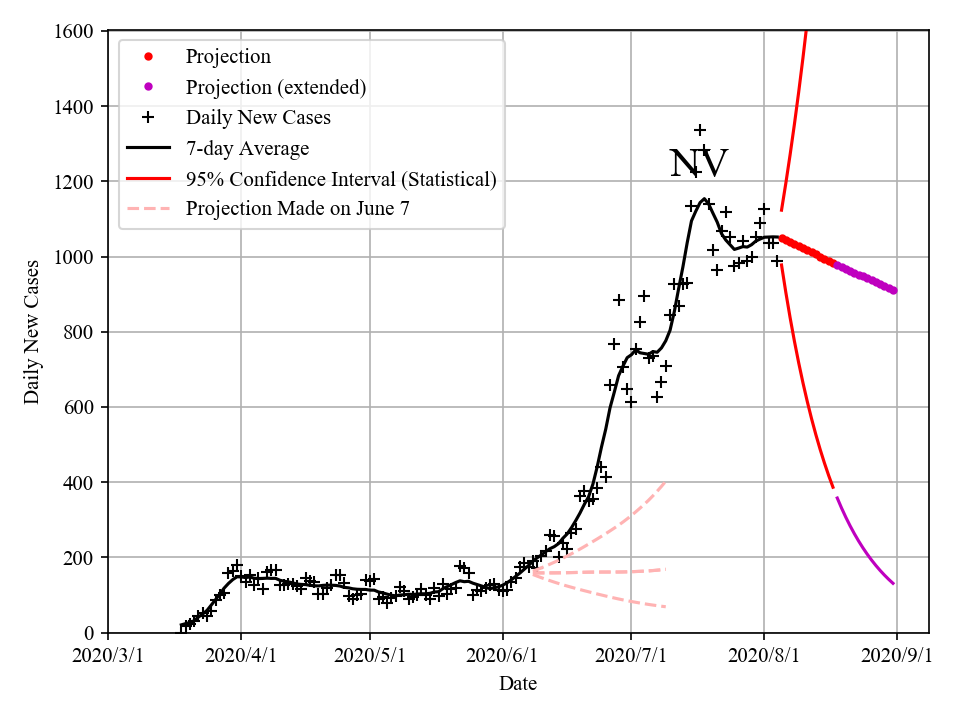 1600
1400
1200
1000
800
600
400
200
0
Daily New Cases
Projection
Projection (extended)
Daily New Cases
7-day Average
95% Confidence Interval (Statistical)
Projection Made on June 7
NV
2020/3/1 2020/4/1 2020/5/1 2020/6/1 2020/7/1 2020/8/1 2020/9/1
Date